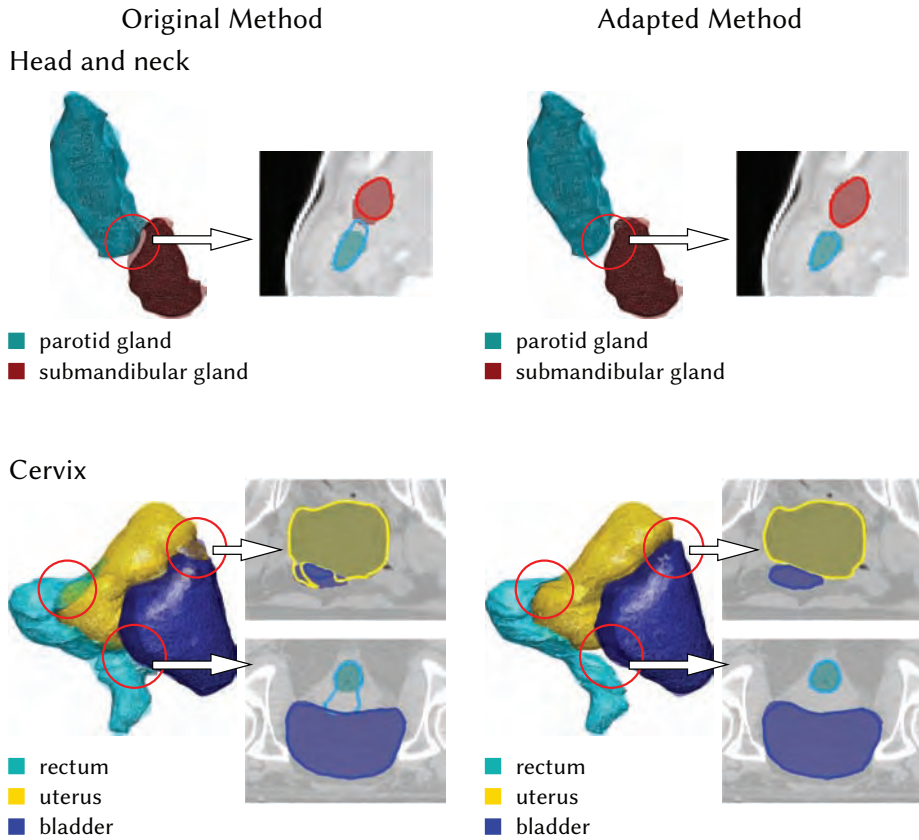 Original Method
Adapted Method
Head and neck
parotid gland
submandibular gland
parotid gland
submandibular gland
Cervix
rectum
uterus
bladder
rectum
uterus
bladder